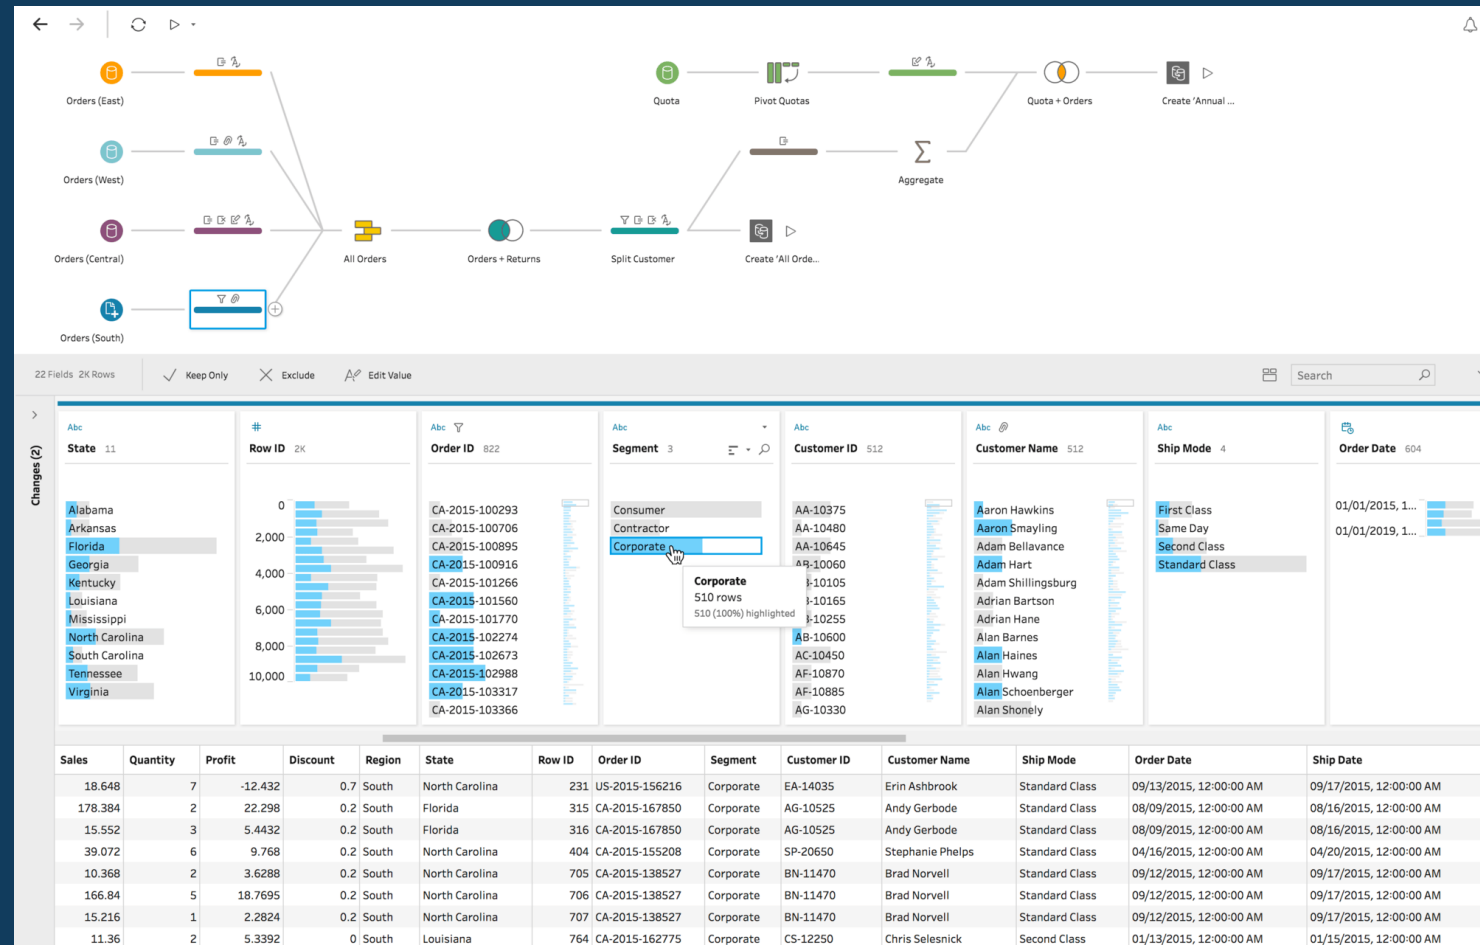 Orders (East)
Quota
Pivot Quotas
Quota + Orders
Create 'Annual ...
Orders (West)
Aggregate
Orders (Central)
All Orders
Orders + Returns
Split Customer
Create 'All Orde...
Orders (South)
22 Fields 2K Rows
Keep Only
Exclude
Edit Value
Search
Changes (2)
Abc
State 11
Alabama
Arkansas
Florida
Georgia
Kentucky
Louisiana
Mississippi
North Carolina
South Carolina
Tennessee
Virginia
#
Row ID 2K
0
2,000
4,000
6,000
8,000
10,000
Abc
Order ID 822
CA-2015-100293
CA-2015-100706
CA-2015-100895
CA-2015-100916
CA-2015-101266
CA-2015-101560
CA-2015-101770
CA-2015-102274
CA-2015-102673
CA-2015-102988
CA-2015-103317
CA-2015-103366
Abc
Segment 3
Consumer
Contractor
Corporate
Corporate
510 rows
510 (100%) highlighted
Abc
Customer ID 512
AA-10375
AA-10480
AA-10645
AB-10060
-10105
-10165
-10255
AB-10600
AC-10450
AF-10870
AF-10885
AG-10330
Abc
Customer Name 512
Aaron Hawkins
Aaron Smayling
Adam Bellavance
Adam Hart
Adam Shillingsburg
Adrian Bartson
Adrian Hane
Alan Barnes
Alan Haines
Alan Hwang
Alan Schoenberger
Alan Shonely
Abc
Ship Mode 4
First Class
Same Day
Second Class
Standard Class
Order Date 604
01/01/2015, 1...
01/01/2019, 1...
Sales Quantity Profit Discount Region State Row ID Order ID Segment Customer ID Customer Name Ship Mode Order Date Ship Date
18.648 7 -12.432 0.7 South North Carolina 231 US-2015-156216 Corporate EA-14035 Erin Ashbrook Standard Class 09/13/2015, 12:00:00 AM 09/17/2015, 12:00:00 AM
178.384 2 22.298 0.2 South Florida 315 CA-2015-167850 Corporate AG-10525 Andy Gerbode Standard Class 08/09/2015, 12:00:00 AM 08/16/2015, 12:00:00 AM
15.552 3 5.4432 0.2 South Florida 316 CA-2015-167850 Corporate AG-10525 Andy Gerbode Standard Class 08/09/2015, 12:00:00 AM 08/16/2015, 12:00:00 AM
39.072 6 9.768 0.2 South North Carolina 404 CA-2015-155208 Corporate SP-20650 Stephanie Phelps Standard Class 04/16/2015, 12:00:00 AM 04/20/2015, 12:00:00 AM
10.368 2 3.6288 0.2 South North Carolina 705 CA-2015-138527 Corporate BN-11470 Brad Norvell Standard Class 09/12/2015, 12:00:00 AM 09/17/2015, 12:00:00 AM
166.84 5 18.7695 0.2 South North Carolina 706 CA-2015-138527 Corporate BN-11470 Brad Norvell Standard Class 09/12/2015, 12:00:00 AM 09/17/2015, 12:00:00 AM
15.216 1 2.2824 0.2 South North Carolina 707 CA-2015-138527 Corporate BN-11470 Brad Norvell Standard Class 09/12/2015, 12:00:00 AM 09/17/2015, 12:00:00 AM
11.36 2 5.3392 0 South Louisiana 764 CA-2015-162775 Corporate CS-12250 Chris Selesnick Second Class 01/13/2015, 12:00:00 AM 01/15/2015, 12:00:00 AM